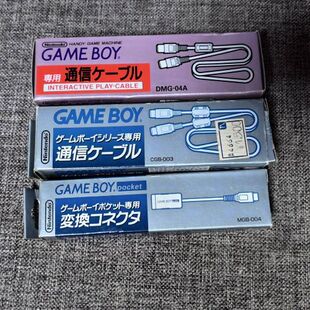 Nintendo
HANDY GAME MACHINE
GAME BOY
専用 通信ケーブル
INTERACTIVE PLAY・CABLE
DMG-04A
GAME BOY
Nintendo
ゲームボーイシリーズ専用
通信ケーブル
CGB-003
GAME BOY pocket
Nintendo
ゲームボーイポケット専用
変換コネクタ
MGB-004